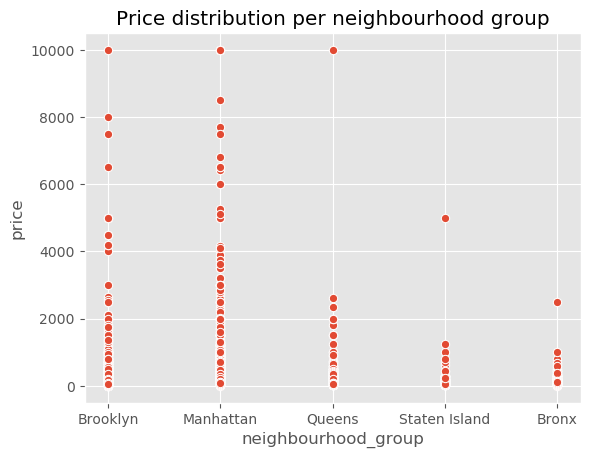 Price distribution per neighbourhood group
10000
8000
6000
4000
2000
0
price
Brooklyn Manhattan Queens Staten Island Bronx
neighbourhood_group